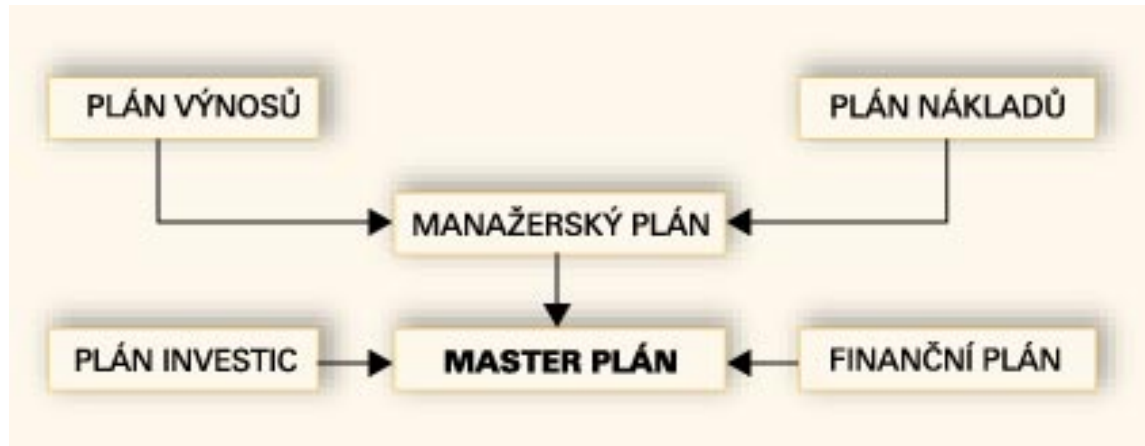 PLÁN VÝNOSŮ
PLÁN NÁKLADŮ
MANAŽERSKÝ PLÁN
PLÁN INVESTIC
MASTER PLÁN
FINANČNÍ PLÁN